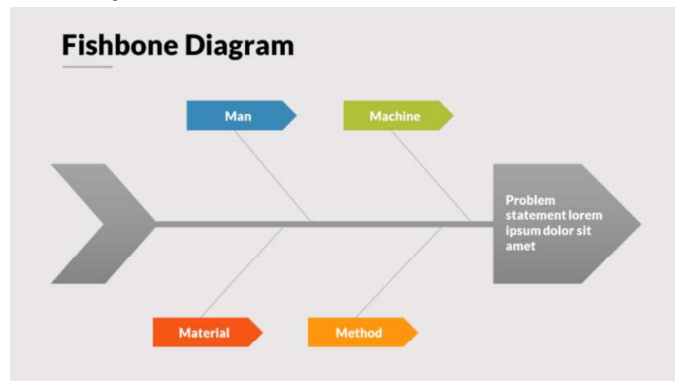 Fishbone Diagram
Man
Machine
Problem
statement lorem
ipsum dolor sit
amet
Material
Method